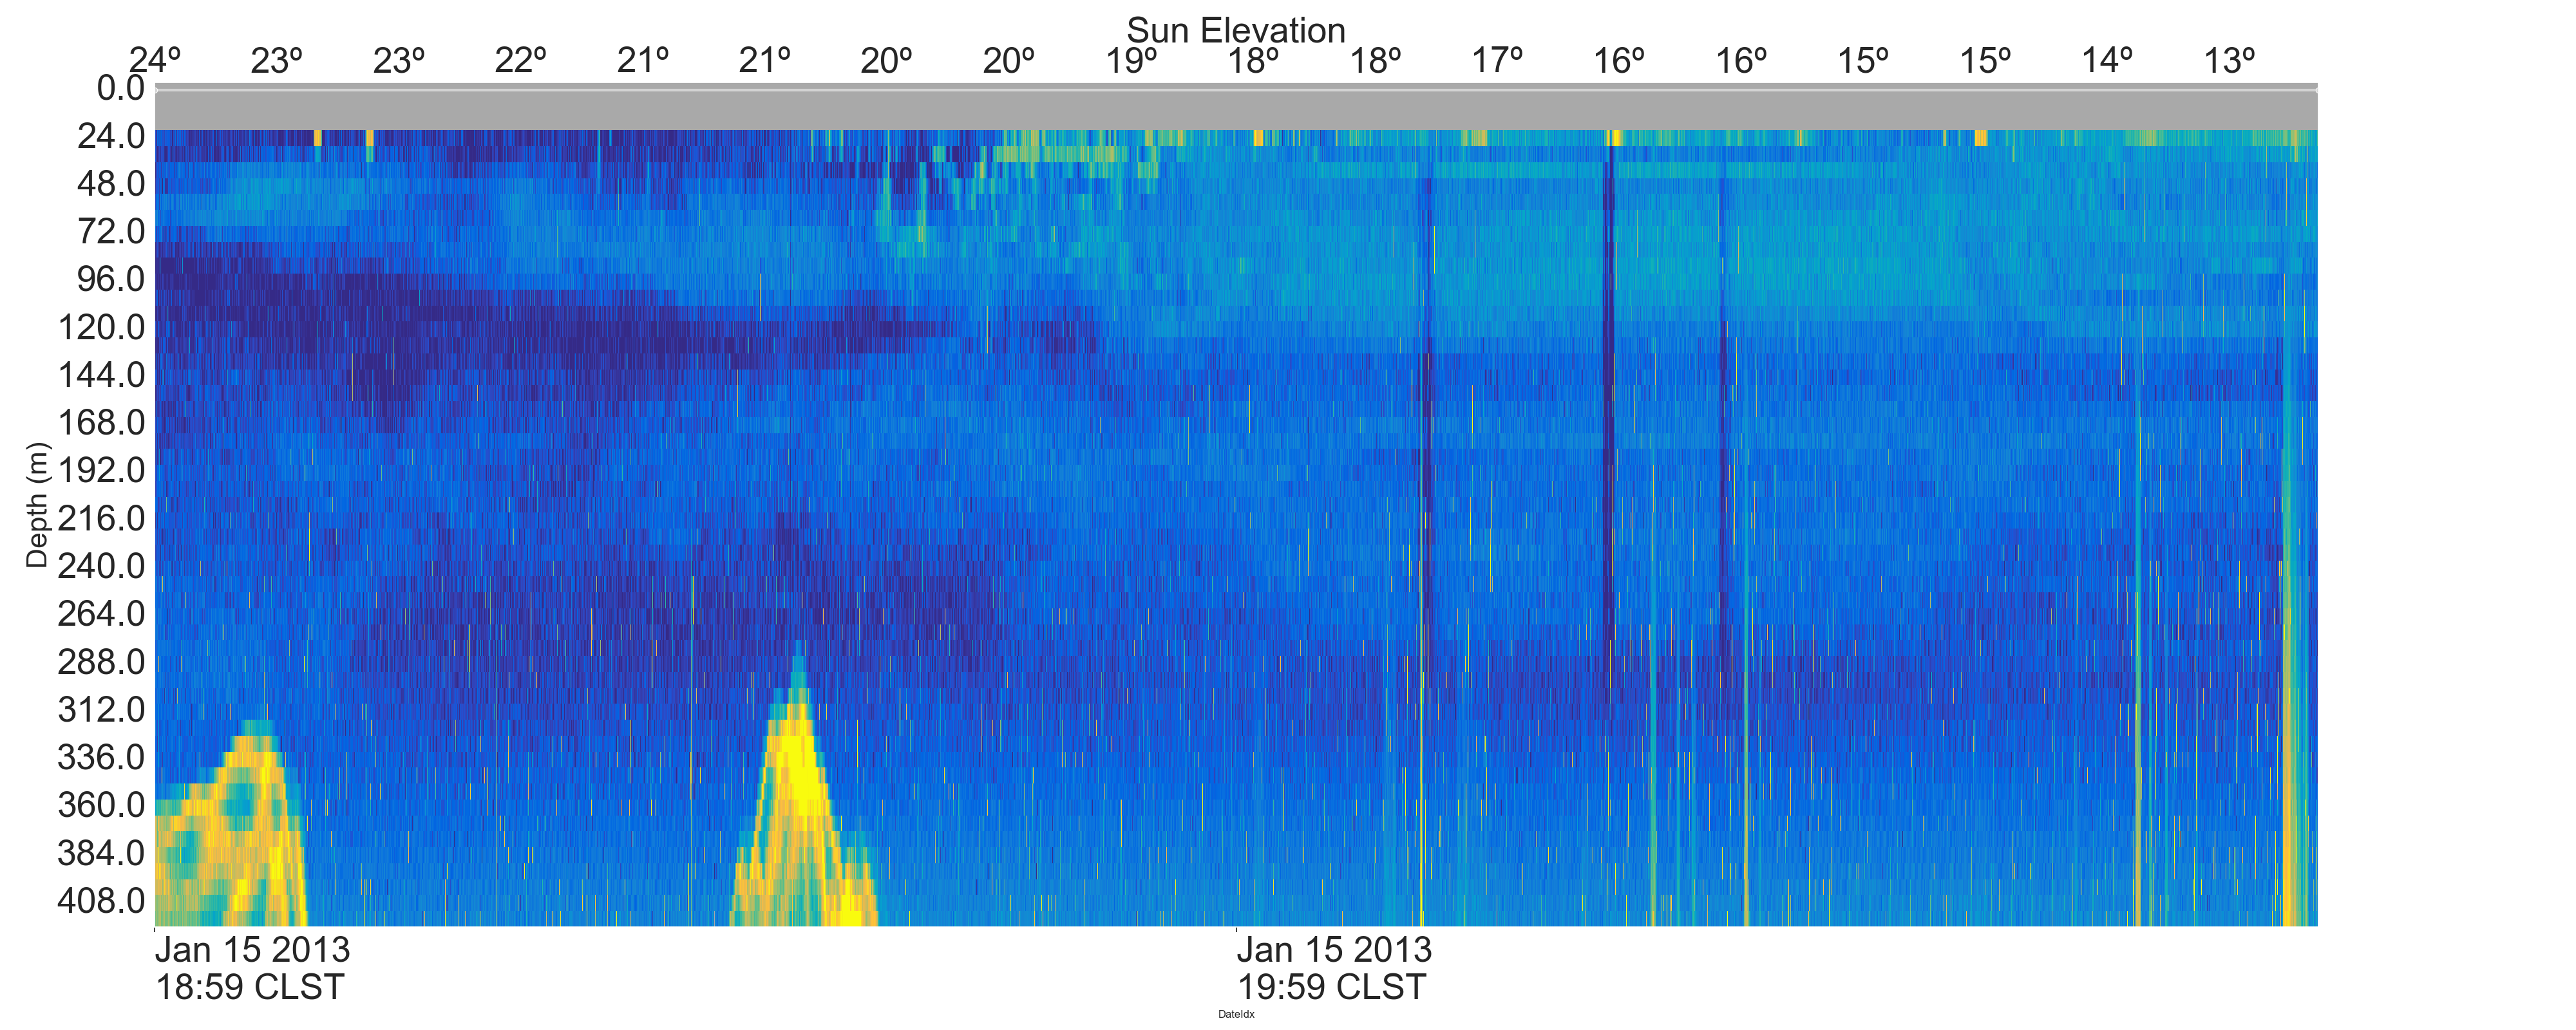 Sun Elevation
24º 23º 23º 22º 21º 21º 20º 20º 19º 18º 18º 17º 16º 16º 15º 15º 14º 13º
0.0
24.0
48.0
72.0
96.0
120.0
144.0
168.0
192.0
216.0
240.0
264.0
288.0
312.0
336.0
360.0
384.0
408.0
Depth (m)
Jan 15 2013
18:59 CLST
Jan 15 2013
19:59 CLST
DateIdx